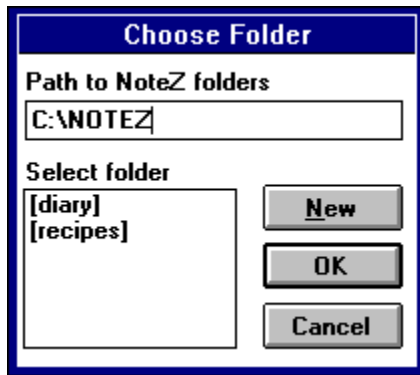 Choose Folder
Path to NoteZ folders
C:\NOTEZ
Select folder
[diary]
[recipes]
New
OK
Cancel